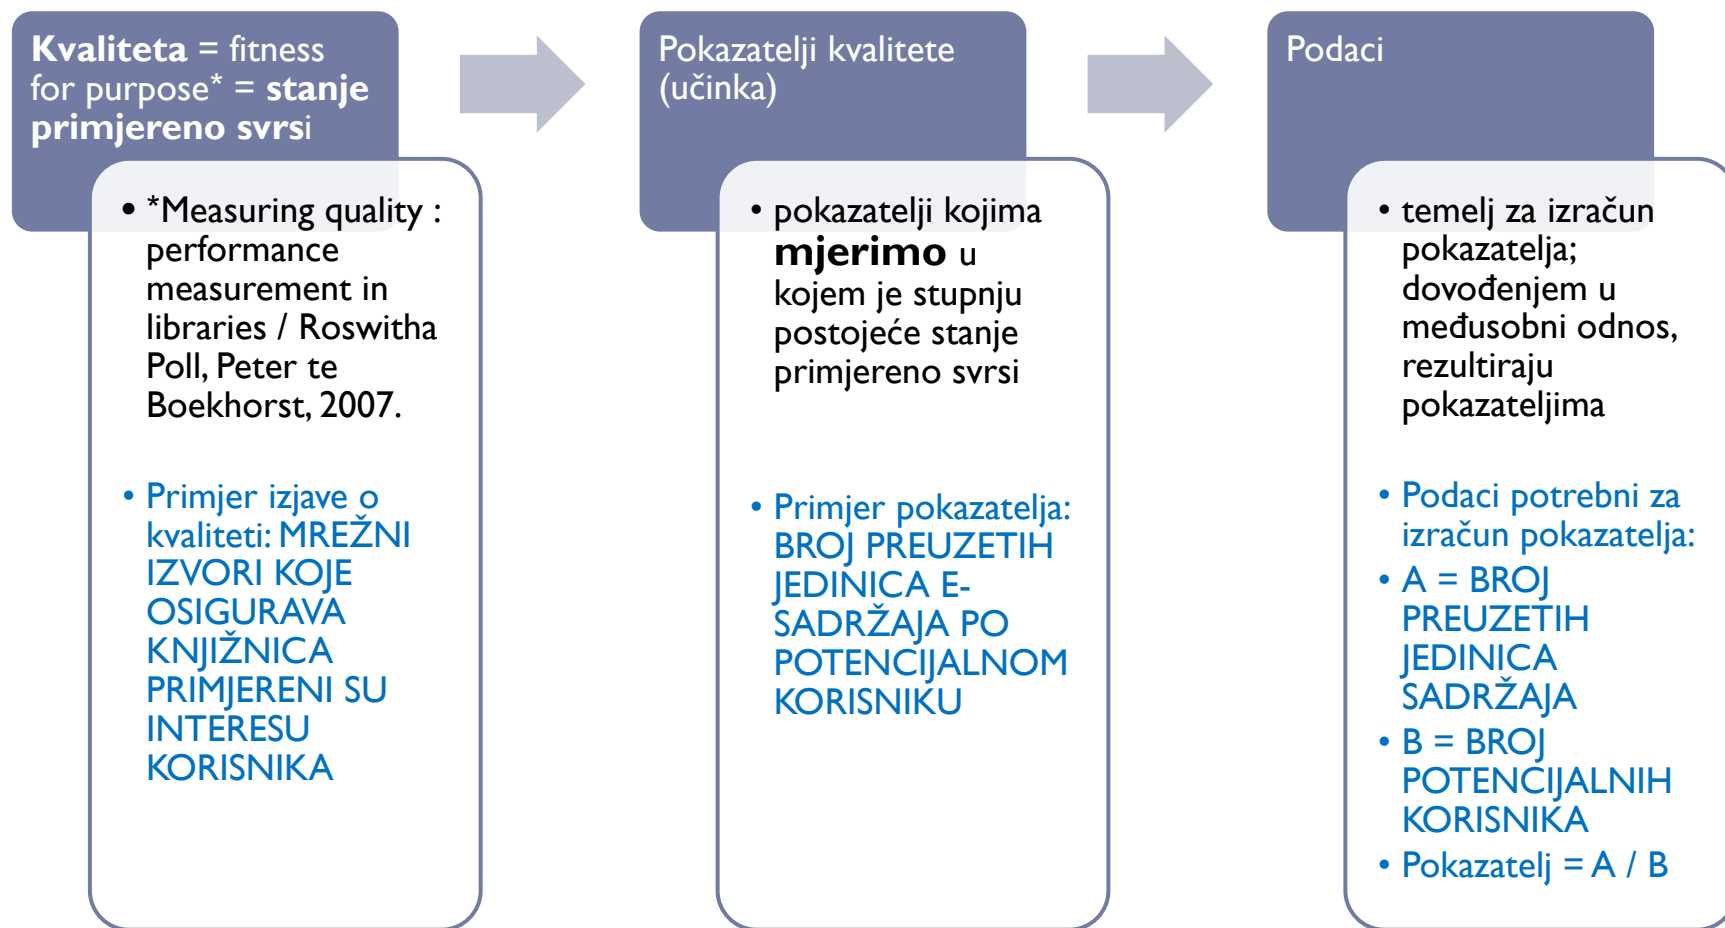 Kvaliteta = fitness
for purpose* = stanje
primjereno svrsi
• *Measuring quality :
performance
measurement in
libraries / Roswitha
Poll, Peter te
Boekhorst, 2007.
• Primjer izjave o
kvaliteti: MREŽNI
IZVORI KOJE
OSIGURAVA
KNJIŽNICA
PRIMJERENI SU
INTERESU
KORISNIKA
Pokazatelji kvalitete
(učinka)
• pokazatelji kojima
mjerimo u
kojem je stupnju
postojeće stanje
primjereno svrsi
• Primjer pokazatelja:
BROJ PREUZETIH
JEDINICA E-
SADRŽAJA PO
POTENCIJALNOM
KORISNIKU
Podaci
• temelj za izračun
pokazatelja;
dovođenjem u
međusobni odnos,
rezultiraju
pokazateljima
• Podaci potrebni za
izračun pokazatelja:
• A = BROJ
PREUZETIH
JEDINICA
SADRŽAJA
• B = BROJ
POTENCIJALNIH
KORISNIKA
• Pokazatelj = A / B